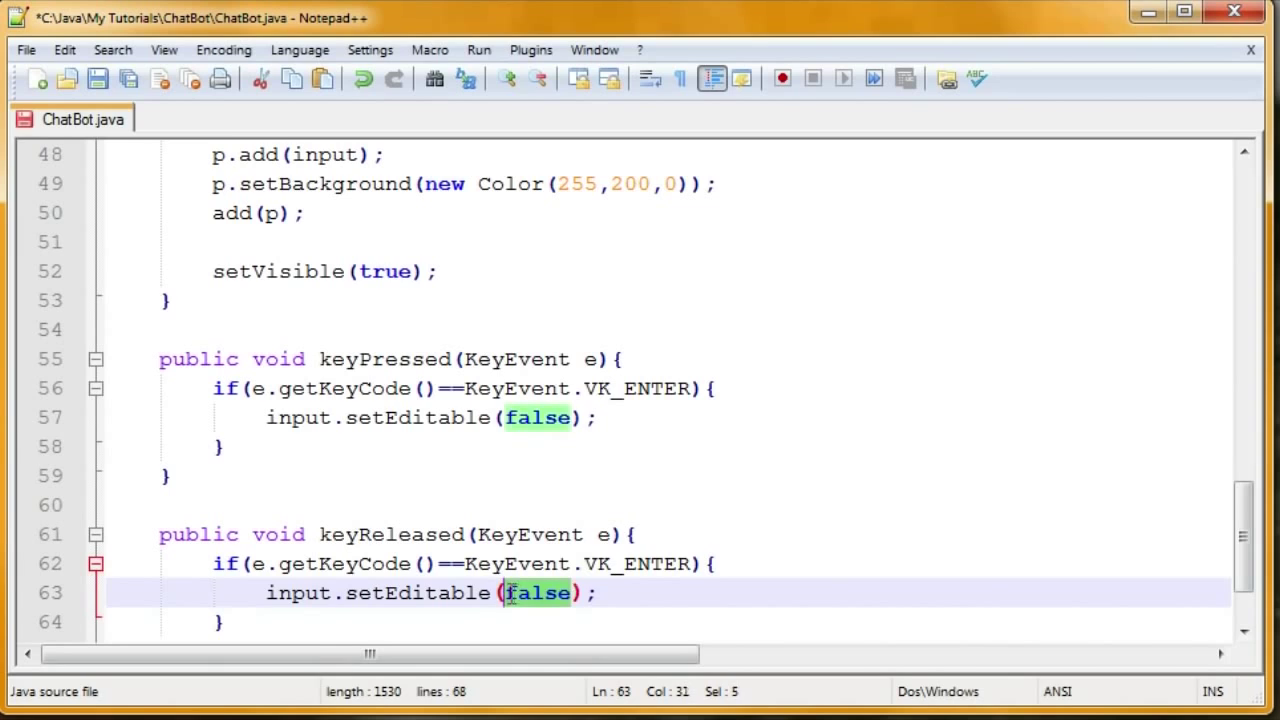 *C:\Java\My Tutorials\ChatBot\ChatBot.java - Notepad++
File Edit Search View Encoding Language Settings Macro Run Plugins Window ? X
ABC
ChatBot.java
48 p.add(input);
49 p.setBackground(new Color(255,200,0));
50 add(p);
51
52 setVisible(true);
53 }
54
55 public void keyPressed(KeyEvent e){
56 if(e.getKeyCode()==KeyEvent.VK_ENTER){
57 input.setEditable(false);
58 }
59 }
60
61 public void keyReleased(KeyEvent e){
62 if(e.getKeyCode()==KeyEvent.VK_ENTER){
63 input.setEditable(false);
64 }
Java source file length : 1530 lines : 68 Ln : 63 Col : 31 Sel : 5 Dos\Windows ANSI INS